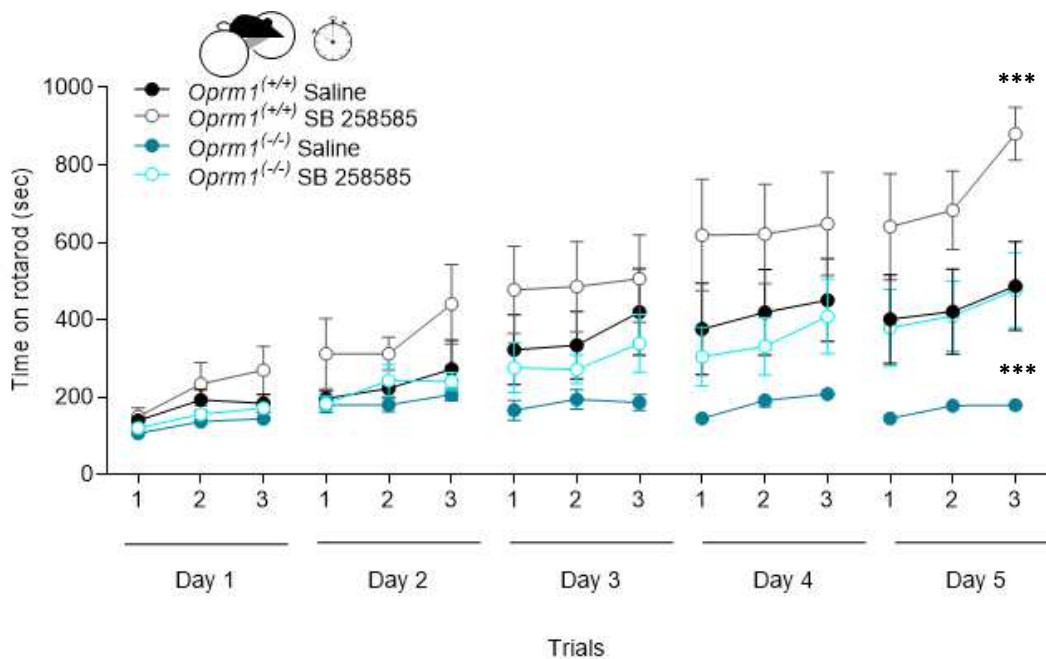 1000
800
600
400
200
0
Time on rotarod (sec)
Oprm1(+/+) Saline
Oprm1(+/+) SB 258585
Oprm1(-/-) Saline
Oprm1(-/-) SB 258585
***
***
1 2 3 1 2 3 1 2 3 1 2 3 1 2 3
Day 1 Day 2 Day 3 Day 4 Day 5
Trials